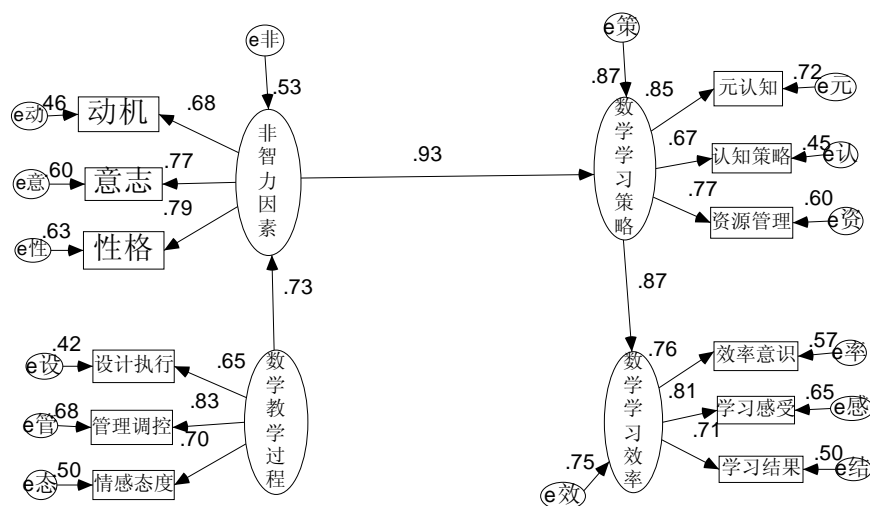 e非
e策
.53
.87
.85
.72
元认知
e元
.46
e动
动机
.68
非智力因素
.93
数学学习策略
.67
认知策略
.45
e认
.60
e意
意志
.77
.77
资源管理
.60
e资
.79
.63
e性
性格
.73
.87
.42
e设
设计执行
.65
数学教学过程
数学学习效率
.76
效率意识
.57
e率
.68
e管
管理调控
.83
.81
学习感受
.65
e感
.70
.71
.50
e态
情感态度
学习结果
.50
e结
.75
e效